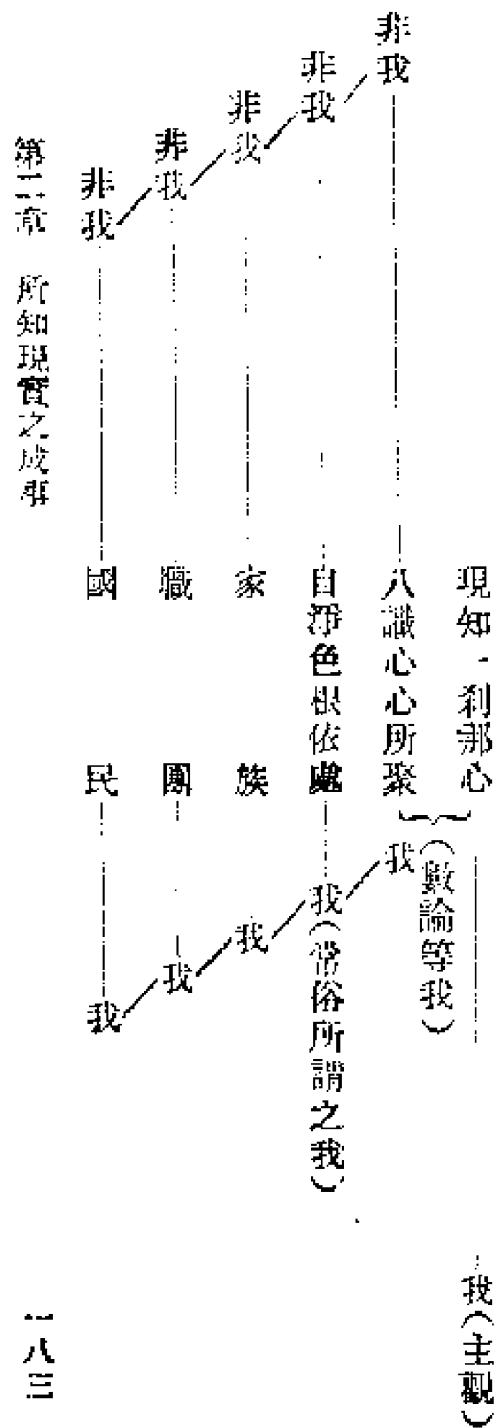 現知一刹那心 我（主觀）
（數論等我）
非我 八識心心所聚 我
非我 自淨色根依處 我（常俗所謂之我）
非我 家族 我
非我 職團 我
非我 國民 我
第二章 所知現實之成事 一八三